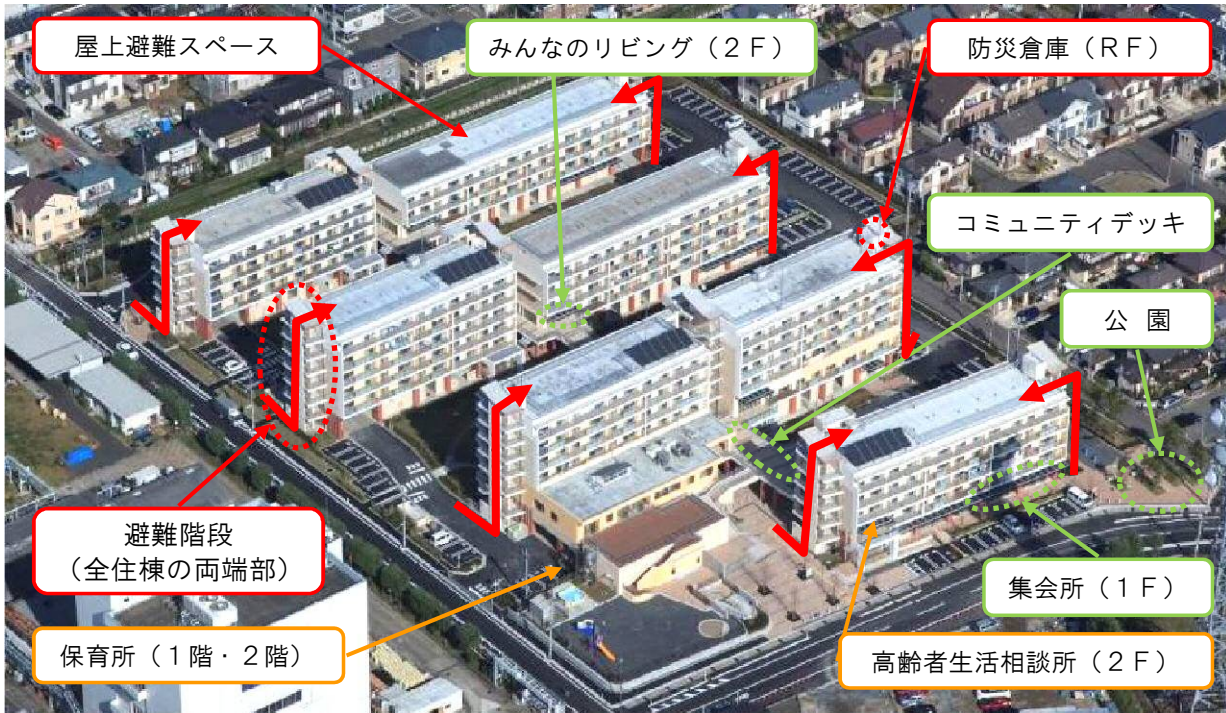 屋上避難スペース
みんなのリビング（２Ｆ）
防災倉庫（ＲＦ）
コミュニティデッキ
公　園
避難階段
（全住棟の両端部）
集会所（１Ｆ）
保育所（１階・２階）
高齢者生活相談所（２Ｆ）